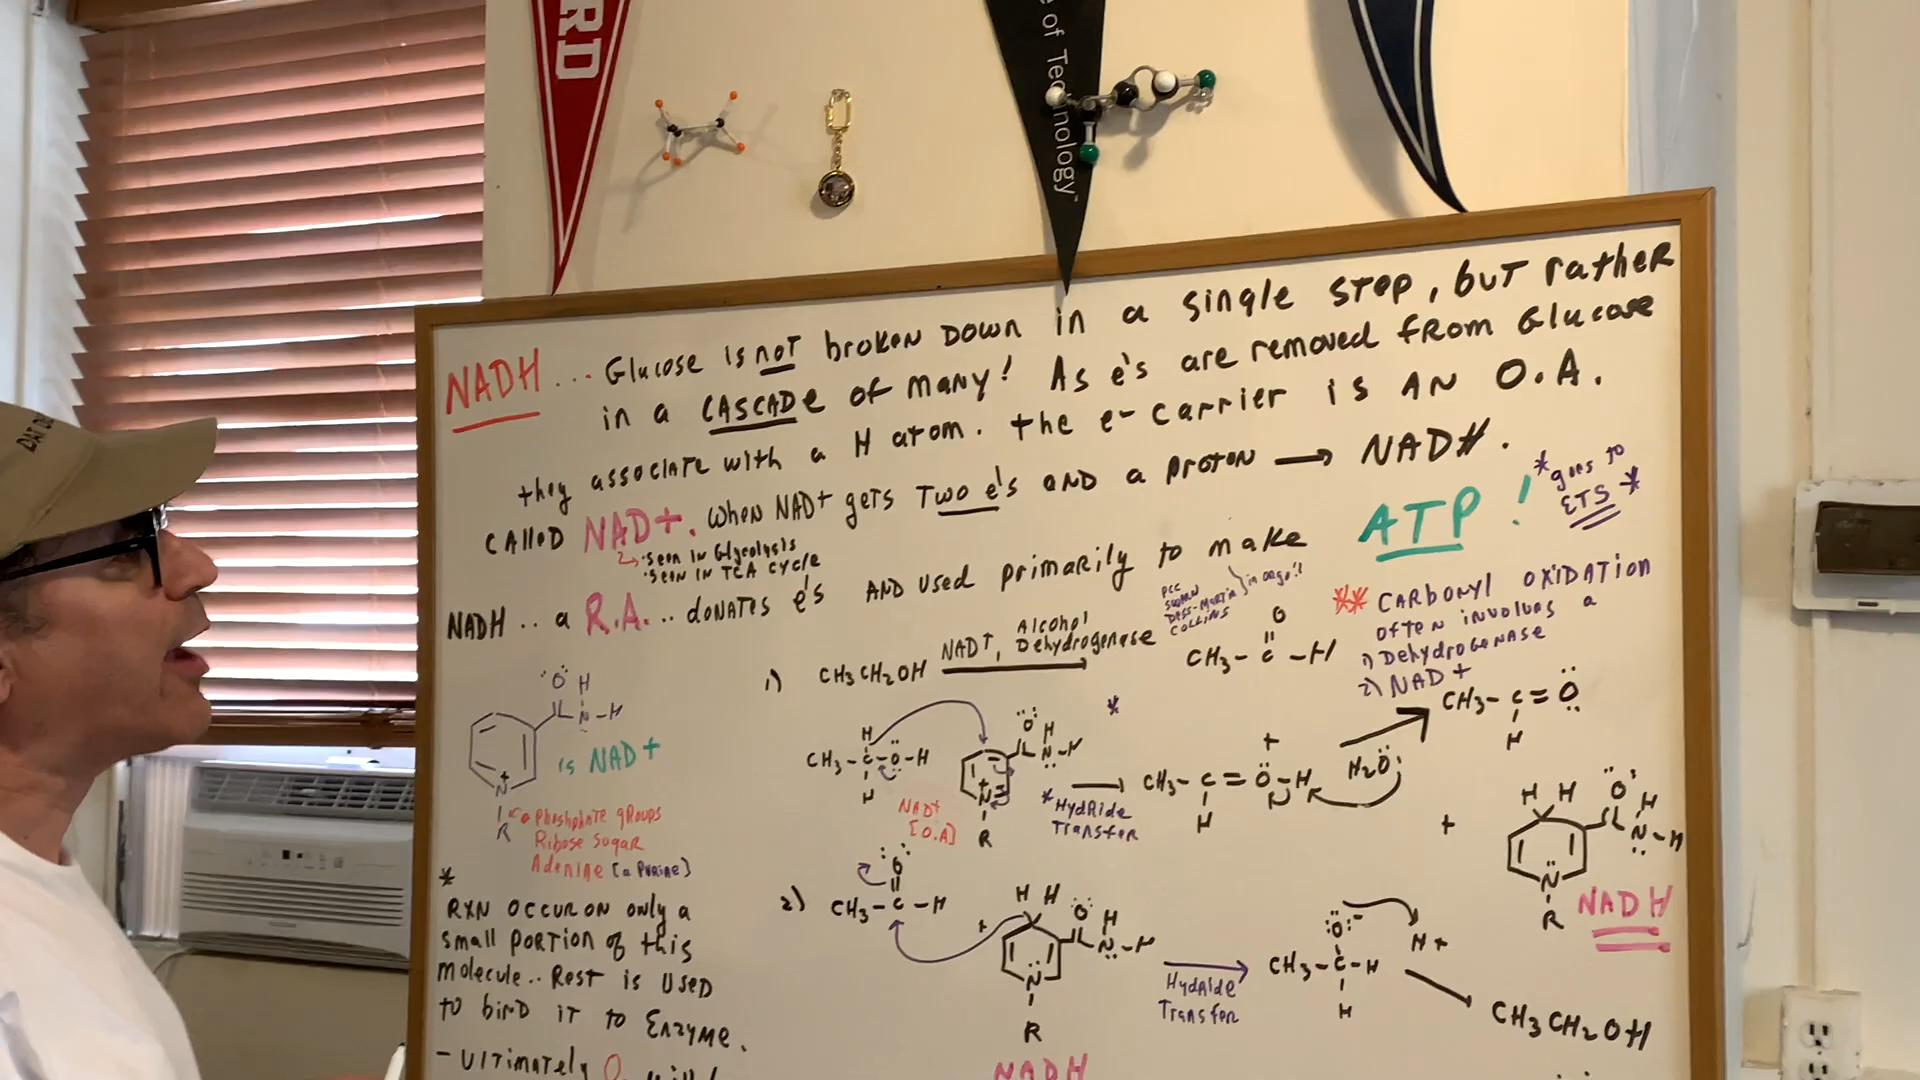 RD
e of Technology
DAT D
NADH ... Glucose is not broken down in a single step, but rather
in a CASCADe of many! As e's are removed from Glucose
they associate with a H atom. the e- carrier is AN O.A.
CALLED NAD+. When NAD+ gets Two e's AND a proton → NADH.
• seen in Glycolysis
• seen in TCA cycle
NADH .. a R.A... donates e's AND used primarily to make ATP!
* goes to
ETS *
PCC
SWERN
Dess-Martin
COLLINS
} in orgo!!
** CARBONYL OXIDATION
often involves a
1) Dehydrogenase
2) NAD+
1) CH3CH2OH
NAD+, Alcohol
Dehydrogenase
O
CH3-C-H
:O: H
N-H
N+
R
is NAD+
phosphate groups
Ribose sugar
Adenine [a purine]
H
CH3-C-O-H
H
:O: H
N-H
N
R
NAD+
[O.A]
*
* HydRide
Transfer
+
CH3-C=O-H
H
H2O:
CH3-C=O
H
+
H H :O: H
N-H
N
R
NADH
*
RXN occur on only a
small portion of this
molecule.. Rest is used
to bind it to Enzyme.
- Ultimately O
2) :O:
CH3-C-H
+
H H :O: H
N-H
N
R
NADH
HydRide
Transfer
:O:-
CH3-C-H
H
H+
CH3CH2OH